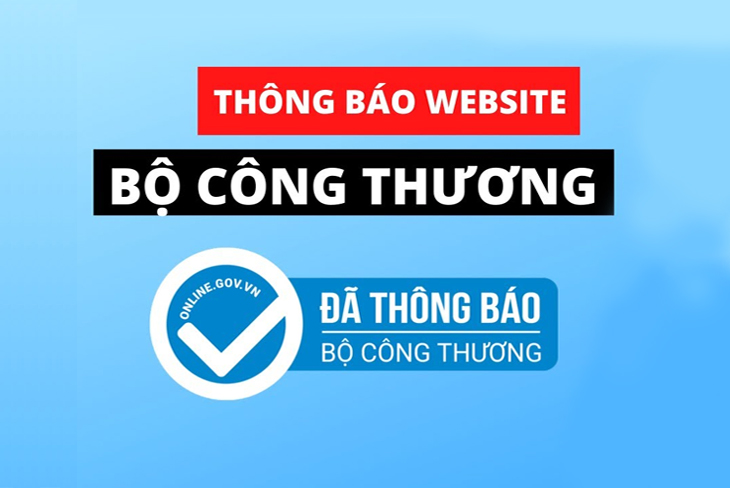 THÔNG BÁO WEBSITE
BỘ CÔNG THƯƠNG
ONLINE.GOV.VN
ĐÃ THÔNG BÁO
BỘ CÔNG THƯƠNG